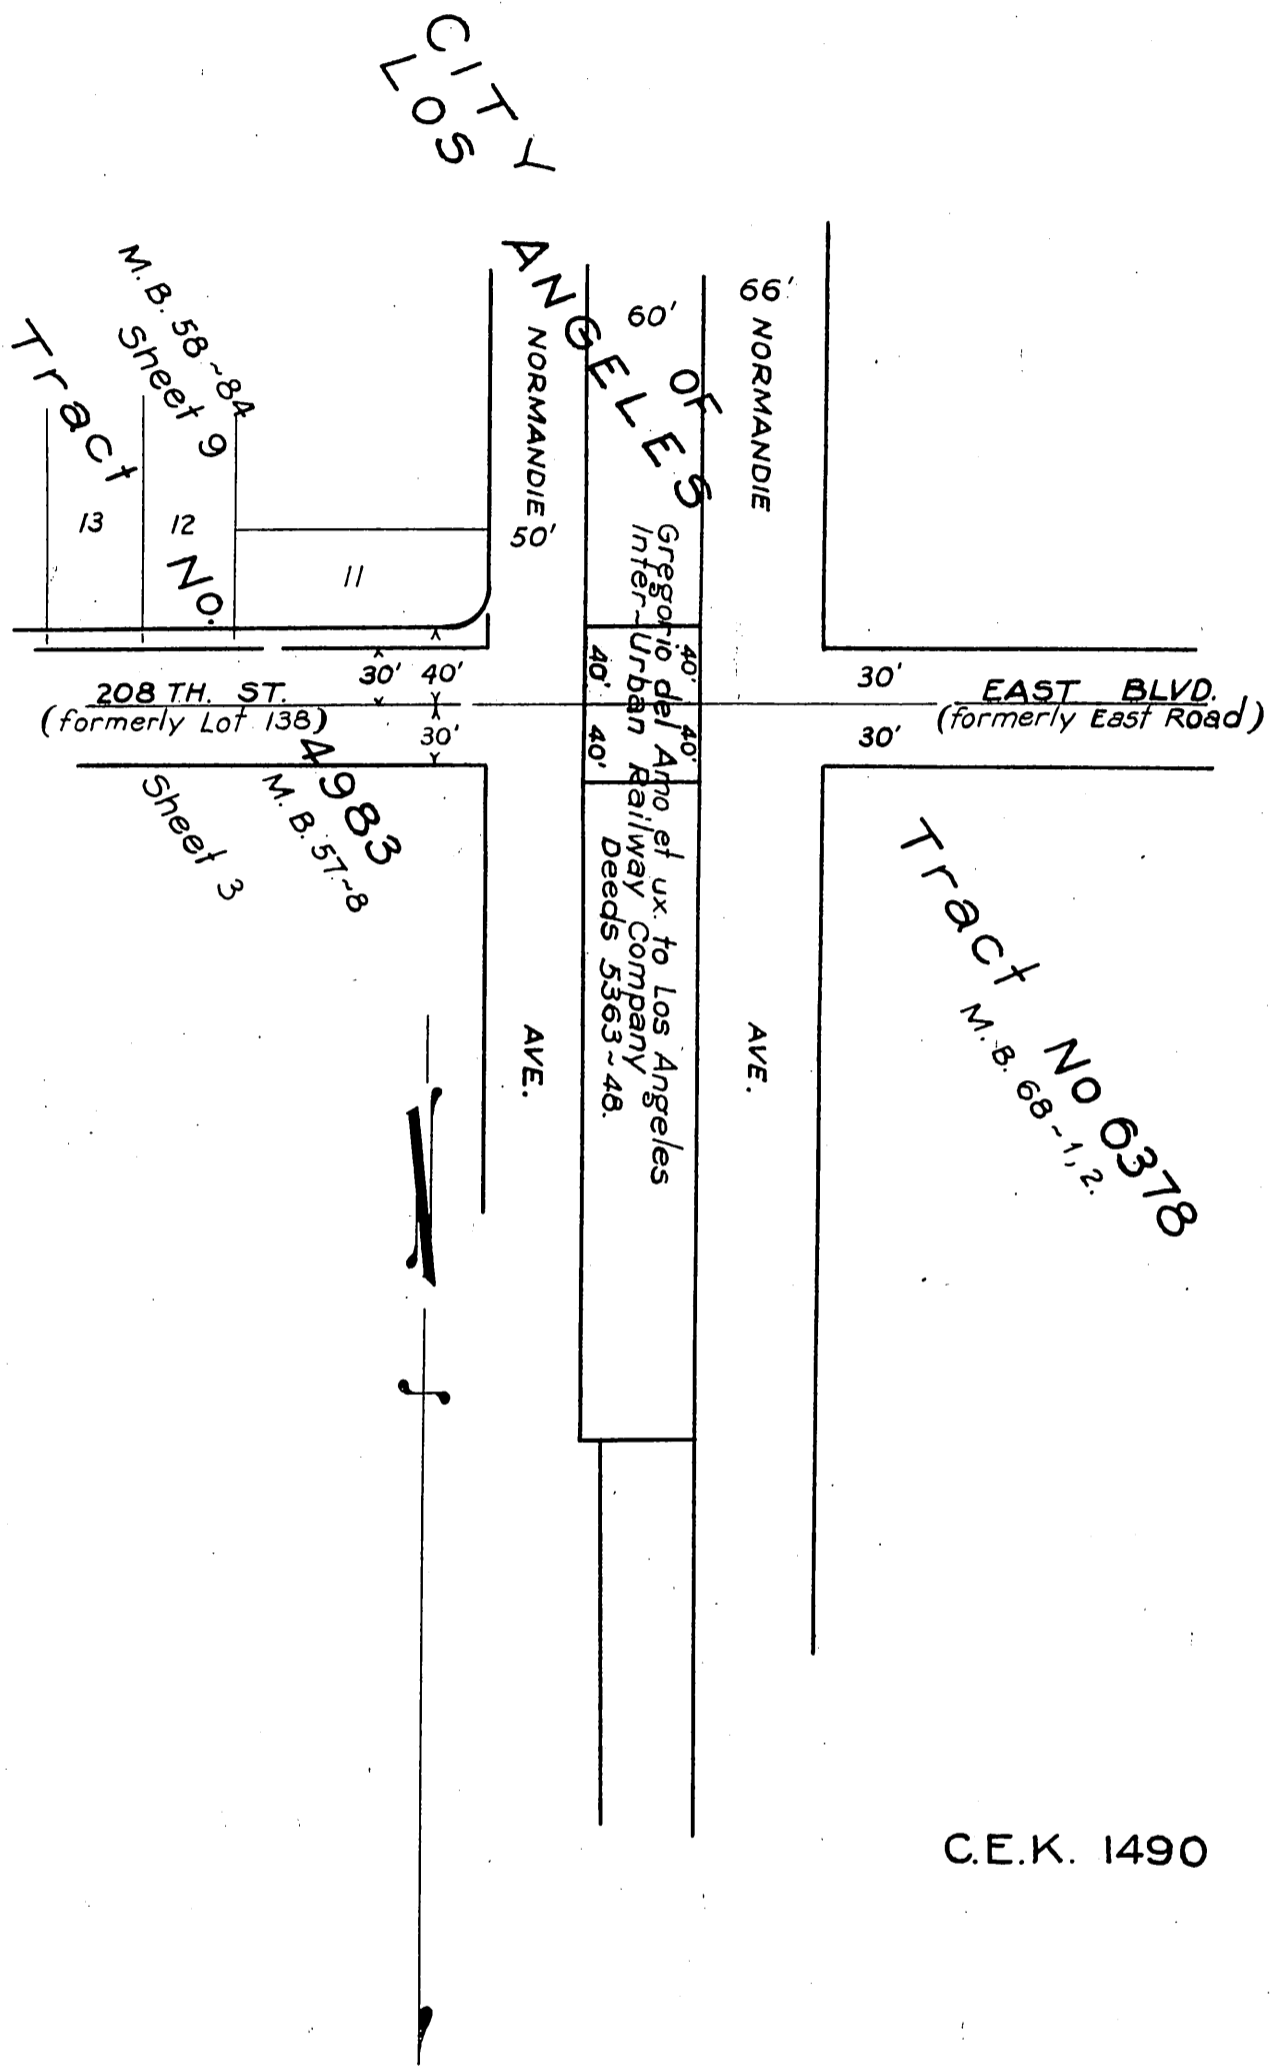 CITY OF
LOS ANGELES
66'
60'
NORMANDIE
NORMANDIE
50'
M.B. 58~84
Sheet 9
Tract No. 4983
13
12
11
30' 40'
30'
208 TH. ST.
(formerly Lot 138)
M.B. 57~8
Sheet 3
40' 40'
40' 40'
Gregorio del Amo et ux. to Los Angeles
Inter~Urban Railway Company
Deeds 5363~48.
30'
30'
EAST BLVD.
(formerly East Road)
Tract No 6378
M.B. 68~1,2.
AVE.
AVE.
N
C.E.K. 1490